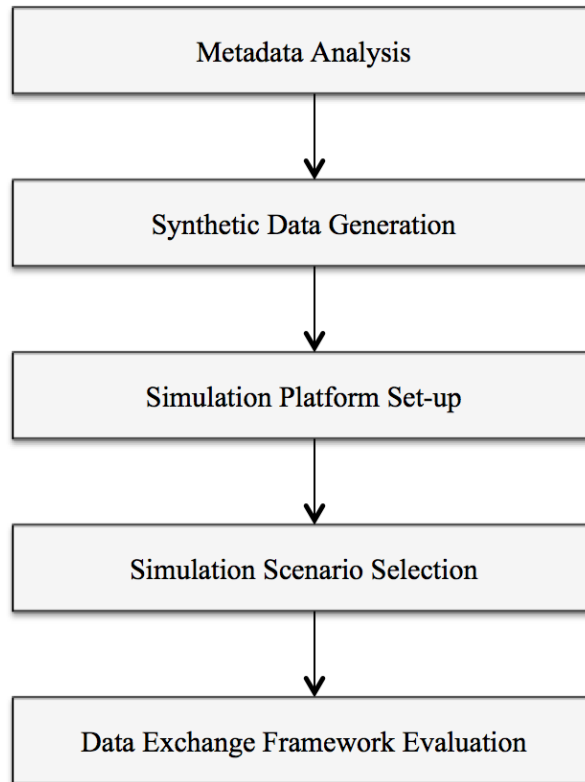 Metadata Analysis
Synthetic Data Generation
Simulation Platform Set-up
Simulation Scenario Selection
Data Exchange Framework Evaluation